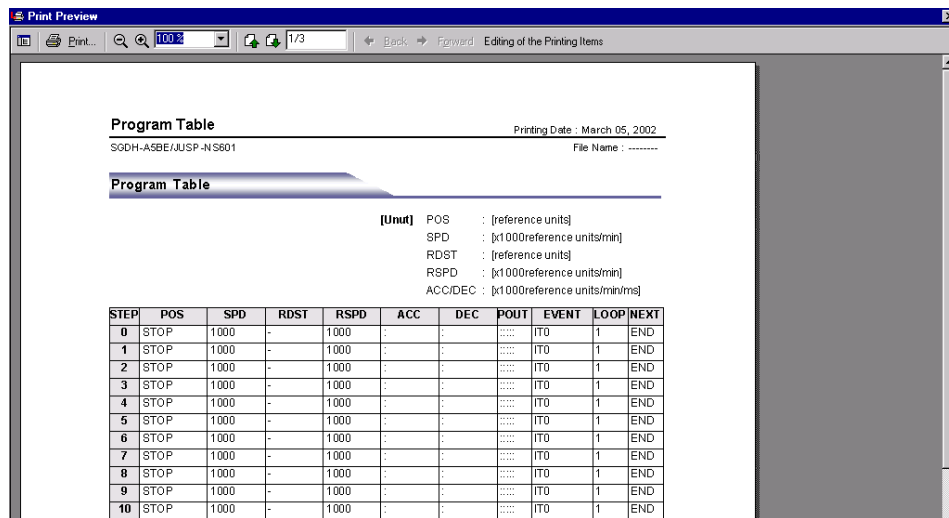 Print Preview
Print... 100 % 1/3 Back Forward Editing of the Printing Items
Program Table
Printing Date : March 05, 2002
SGDH-A5BE/JUSP-NS601
File Name : --------
Program Table
[Unut] POS : [reference units]
SPD : [x1000reference units/min]
RDST : [reference units]
RSPD : [x1000reference units/min]
ACC/DEC : [x1000reference units/min/ms]
STEP POS SPD RDST RSPD ACC DEC POUT EVENT LOOP NEXT
0 STOP 1000 - 1000 : : ::::: IT0 1 END
1 STOP 1000 - 1000 : : ::::: IT0 1 END
2 STOP 1000 - 1000 : : ::::: IT0 1 END
3 STOP 1000 - 1000 : : ::::: IT0 1 END
4 STOP 1000 - 1000 : : ::::: IT0 1 END
5 STOP 1000 - 1000 : : ::::: IT0 1 END
6 STOP 1000 - 1000 : : ::::: IT0 1 END
7 STOP 1000 - 1000 : : ::::: IT0 1 END
8 STOP 1000 - 1000 : : ::::: IT0 1 END
9 STOP 1000 - 1000 : : ::::: IT0 1 END
10 STOP 1000 - 1000 : : ::::: IT0 1 END